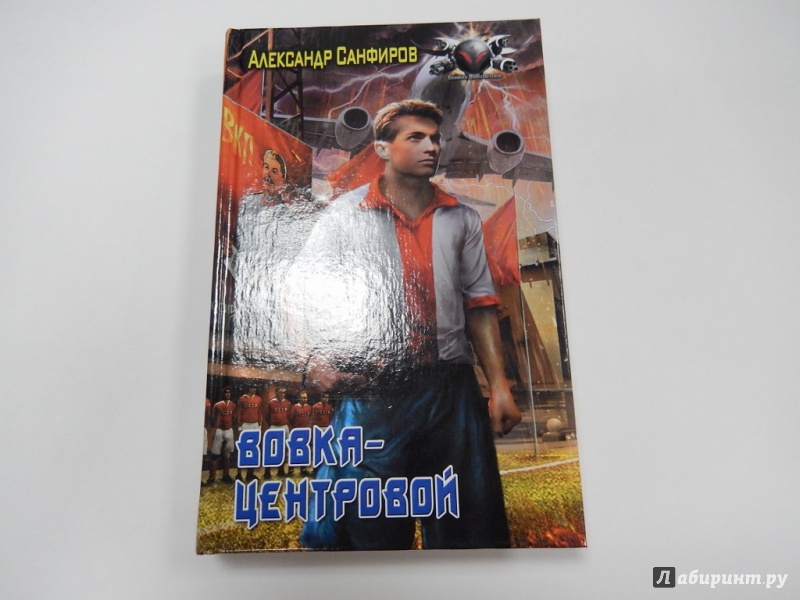 Александр Санфиров
ВКП
ВОВКА-
ЦЕНТРОВОЙ
Лабиринт.ру